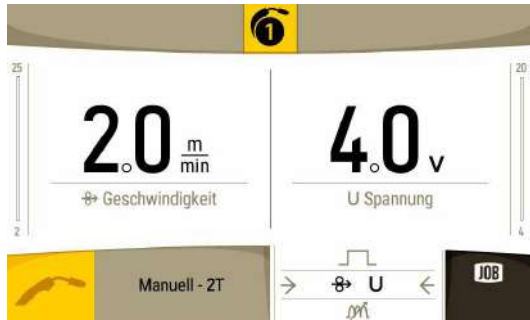 1
25
20
2.0 m/min
4.0 V
Geschwindigkeit
U Spannung
2
4
Manuell - 2T
U
JOB